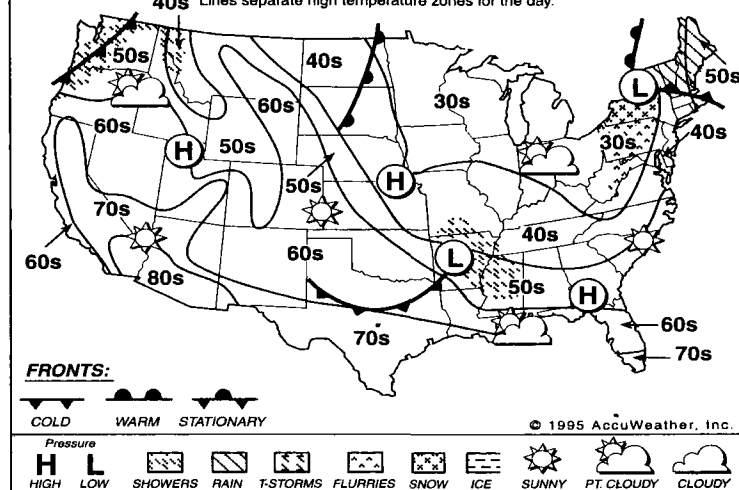 40s Lines separate high temperature zones for the day.
50s
40s
50s
60s
30s
60s
50s
30s
40s
H
50s
H
L
70s
60s
40s
60s
80s
L
50s
H
60s
70s
70s
FRONTS:
COLD WARM STATIONARY
© 1995 AccuWeather, Inc.
Pressure
H L
HIGH LOW SHOWERS RAIN T-STORMS FLURRIES SNOW ICE SUNNY PT. CLOUDY CLOUDY